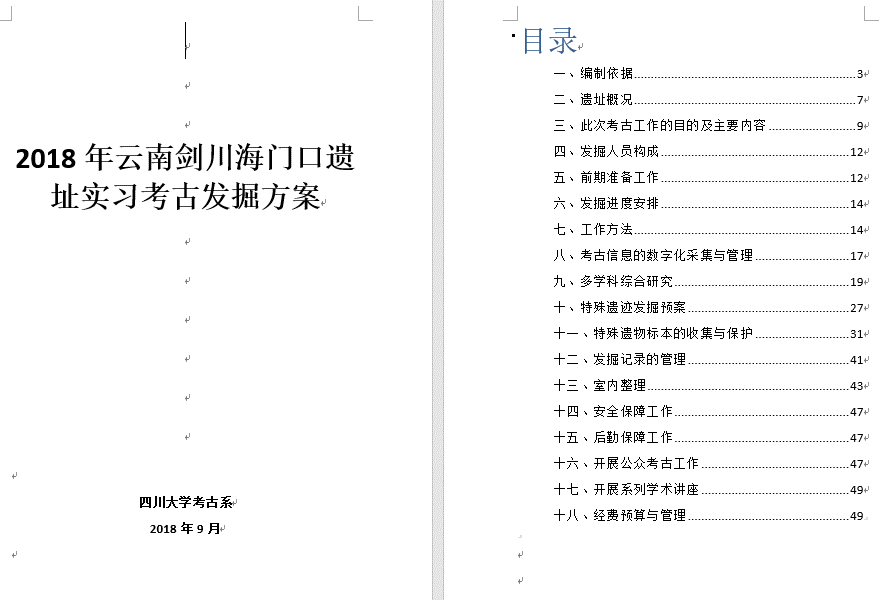 2018 年云南剑川海门口遗
址实习考古发掘方案
四川大学考古系
2018 年 9 月
目录
一、编制依据........3
二、遗址概况........7
三、此次考古工作的目的及主要内容........9
四、发掘人员构成........12
五、前期准备工作........12
六、发掘进度安排........14
七、工作方法........14
八、考古信息的数字化采集与管理........17
九、多学科综合研究........19
十、特殊遗迹发掘预案........27
十一、特殊遗物标本的收集与保护........31
十二、发掘记录的管理........41
十三、室内整理........43
十四、安全保障工作........47
十五、后勤保障工作........47
十六、开展公众考古工作........47
十七、开展系列学术讲座........49
十八、经费预算与管理........49